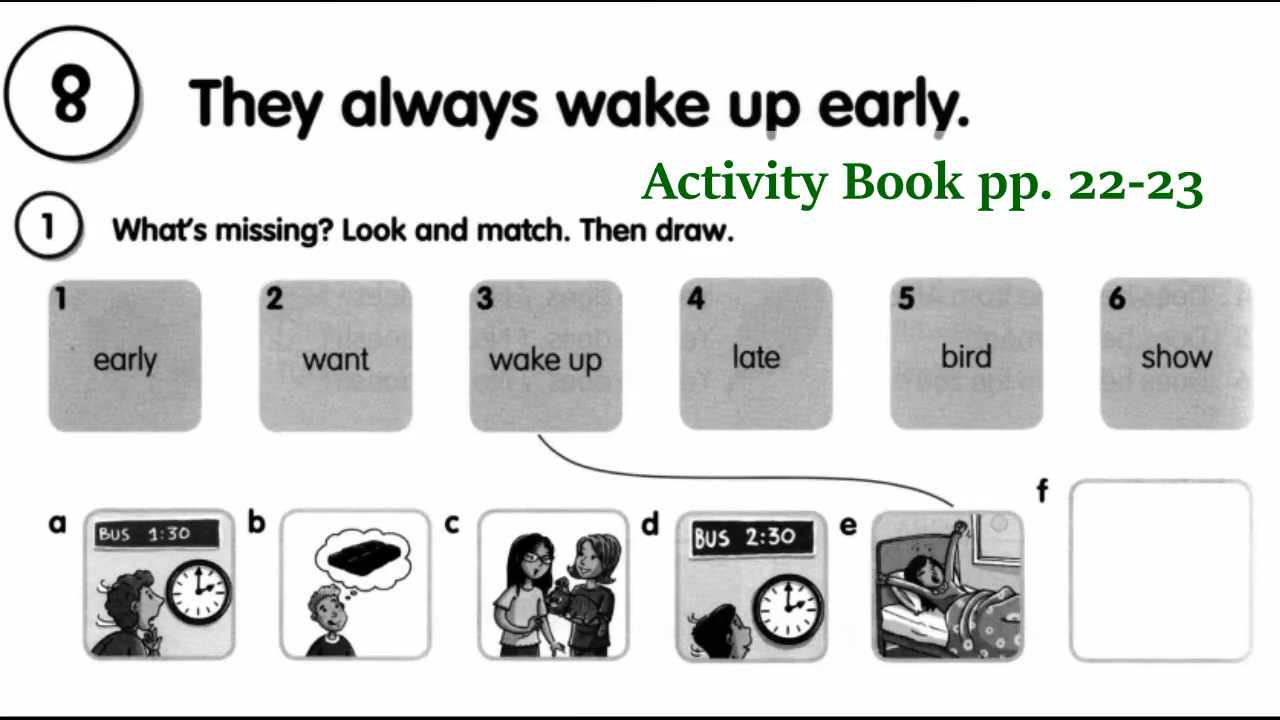 8 They always wake up early.
Activity Book pp. 22-23
1 What's missing? Look and match. Then draw.
1 2 3 4 5 6
early want wake up late bird show
a b c d e f
BUS 1:30 BUS 2:30